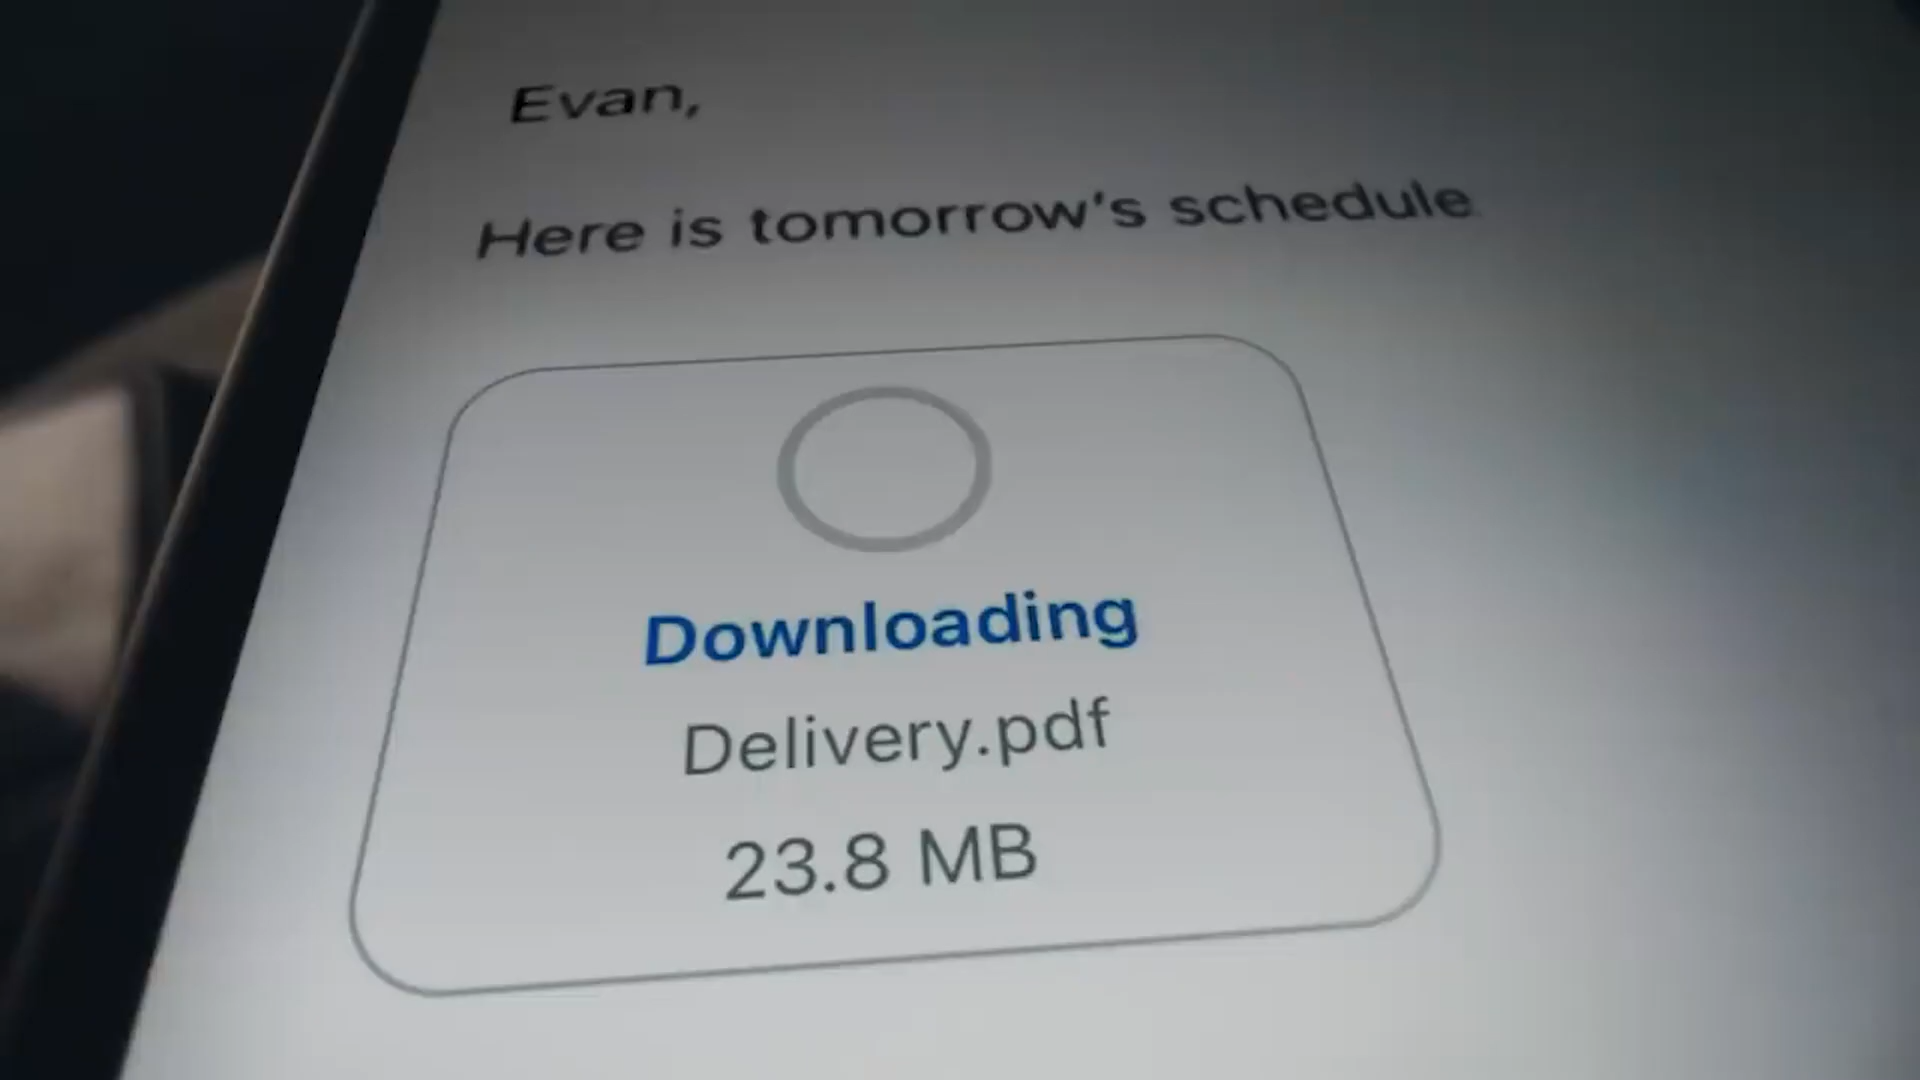 Evan,
Here is tomorrow's schedule
Downloading
Delivery.pdf
23.8 MB